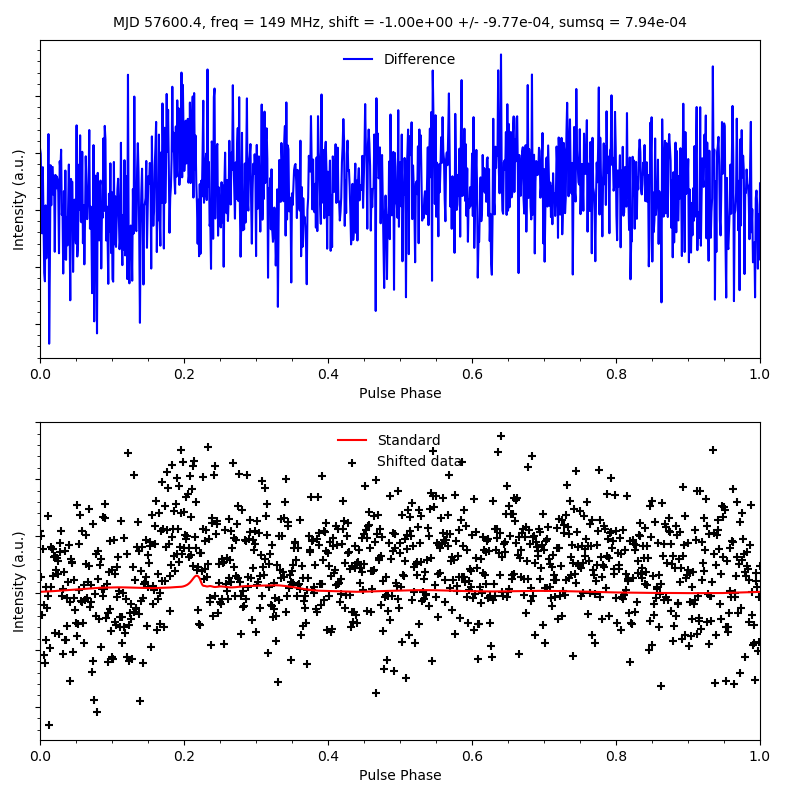 MJD 57600.4, freq = 149 MHz, shift = -1.00e+00 +/- -9.77e-04, sumsq = 7.94e-04
Difference
Intensity (a.u.)
0.0 0.2 0.4 0.6 0.8 1.0
Pulse Phase
Standard
Shifted data
Intensity (a.u.)
0.0 0.2 0.4 0.6 0.8 1.0
Pulse Phase